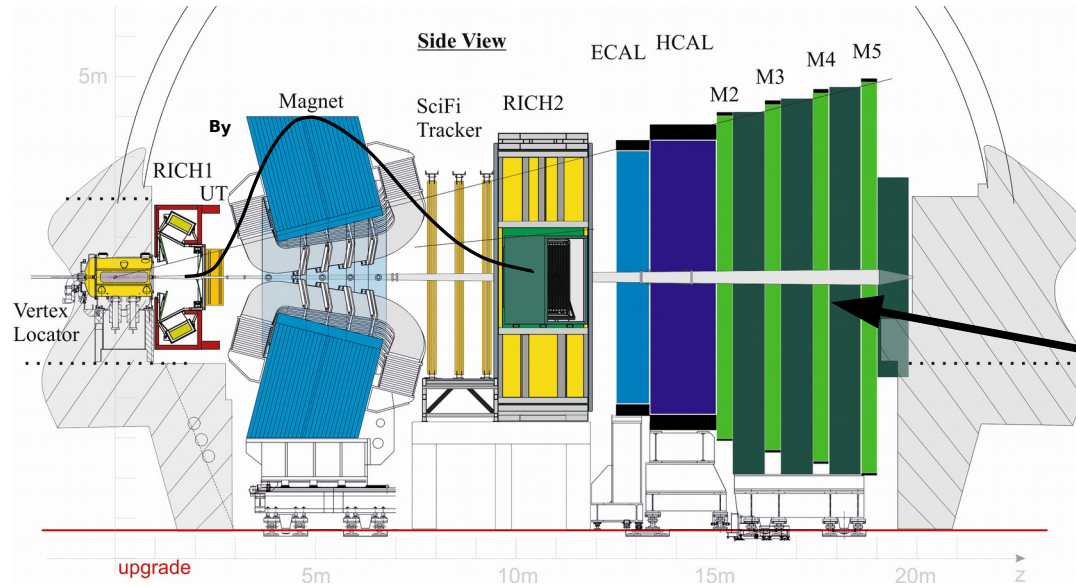 Side View
ECAL
HCAL
M5
M4
M3
M2
5m
Magnet
By
SciFi
Tracker
RICH2
RICH1
UT
Vertex
Locator
upgrade
5m
10m
15m
20m
z